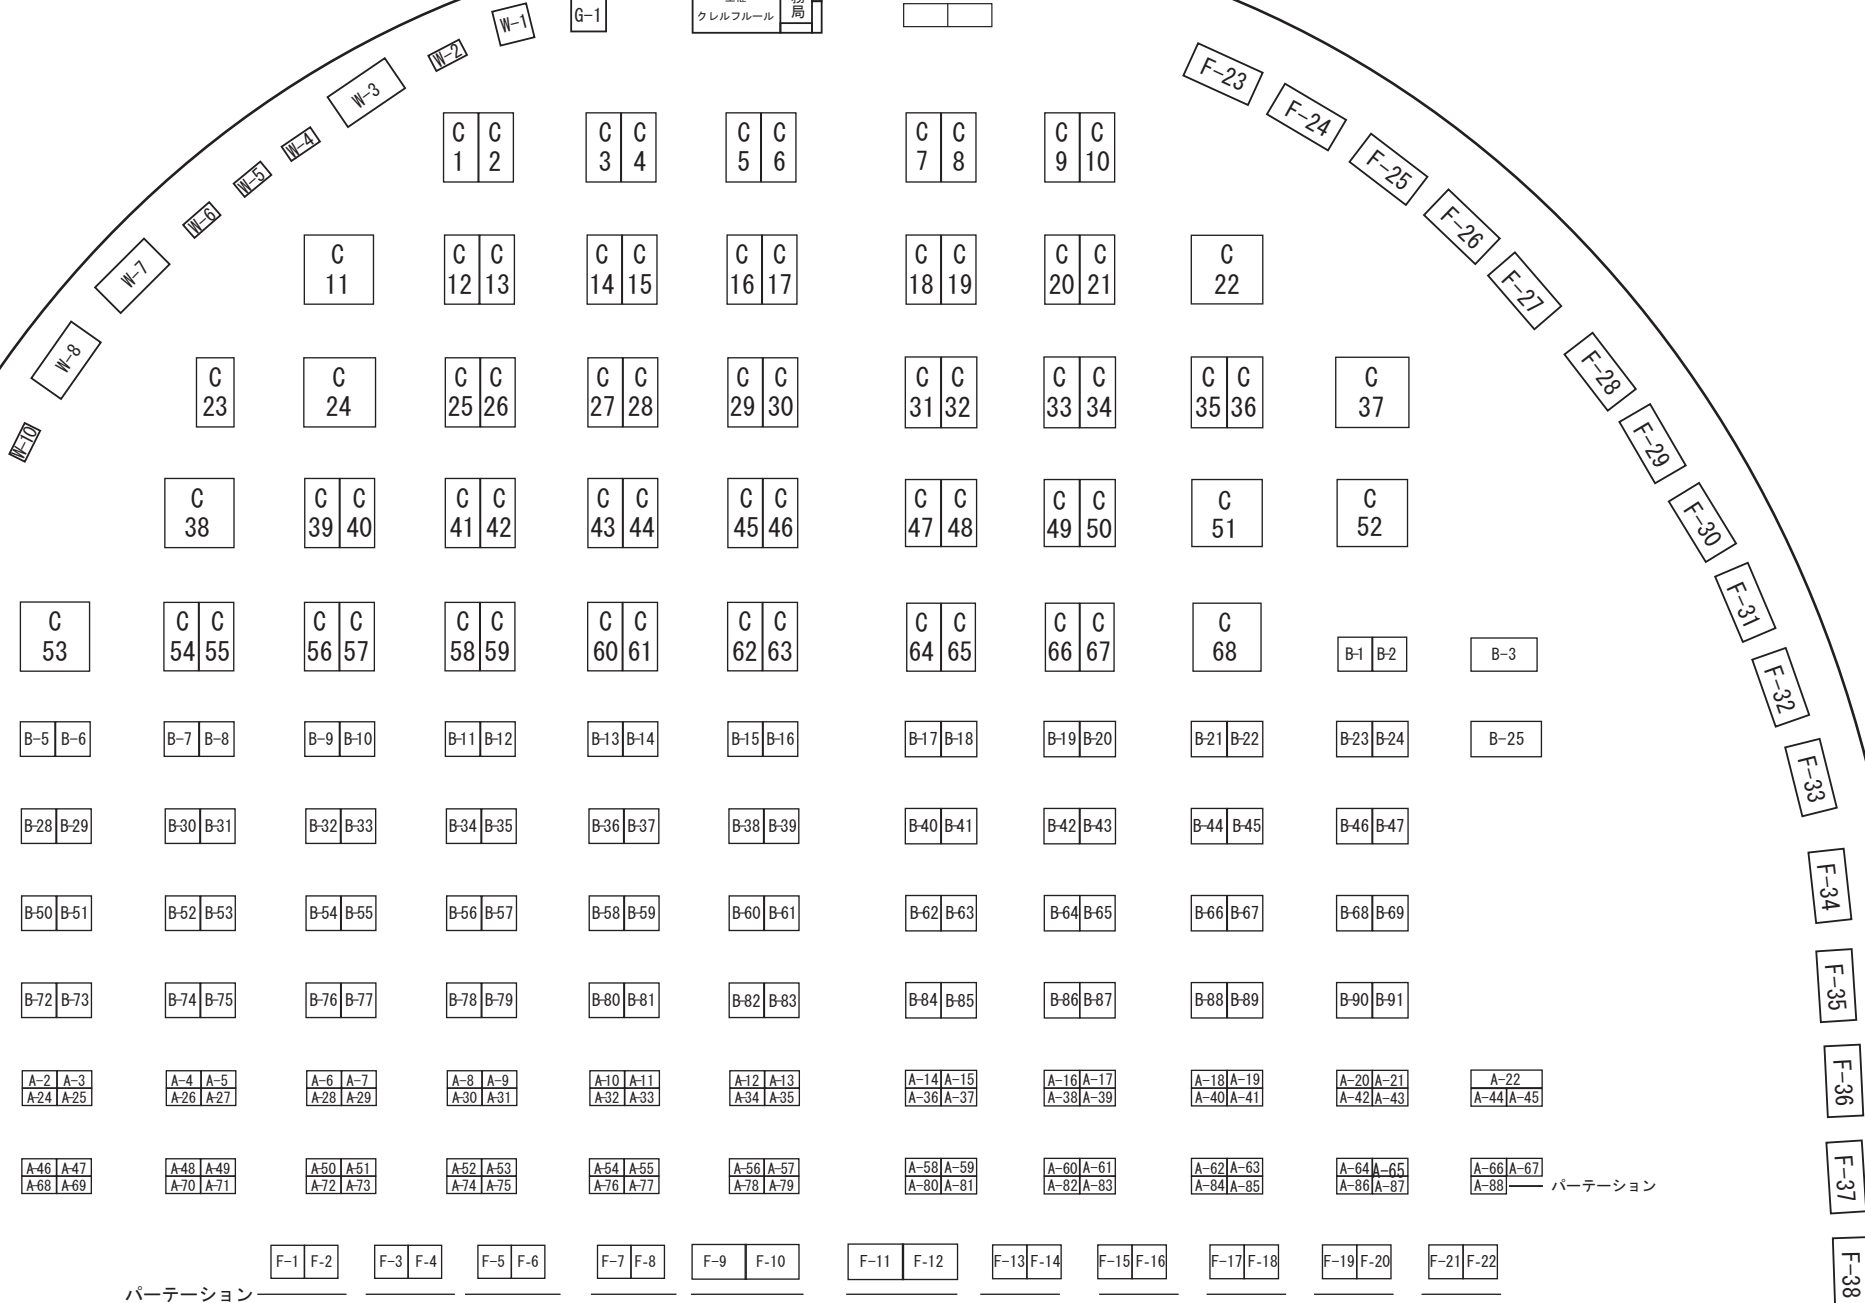 W-1
G-1
クレルフルール
局
W-2
W-3
W-4
W-5
W-6
W-7
W-8
W-10
F-23
F-24
F-25
F-26
F-27
F-28
F-29
F-30
F-31
F-32
F-33
F-34
F-35
F-36
F-37
F-38
C C C C C C C C C C
1 2 3 4 5 6 7 8 9 10
C C C C C C C C C C C C
11 12 13 14 15 16 17 18 19 20 21 22
C C C C C C C C C C C C C C C
23 24 25 26 27 28 29 30 31 32 33 34 35 36 37
C C C C C C C C C C C C C C C
38 39 40 41 42 43 44 45 46 47 48 49 50 51 52
C C C C C C C C C C C C C C C C
53 54 55 56 57 58 59 60 61 62 63 64 65 66 67 68
B-1 B-2 B-3
B-5 B-6 B-7 B-8 B-9 B-10 B-11 B-12 B-13 B-14 B-15 B-16 B-17 B-18 B-19 B-20 B-21 B-22 B-23 B-24 B-25
B-28 B-29 B-30 B-31 B-32 B-33 B-34 B-35 B-36 B-37 B-38 B-39 B-40 B-41 B-42 B-43 B-44 B-45 B-46 B-47
B-50 B-51 B-52 B-53 B-54 B-55 B-56 B-57 B-58 B-59 B-60 B-61 B-62 B-63 B-64 B-65 B-66 B-67 B-68 B-69
B-72 B-73 B-74 B-75 B-76 B-77 B-78 B-79 B-80 B-81 B-82 B-83 B-84 B-85 B-86 B-87 B-88 B-89 B-90 B-91
A-2 A-3 A-4 A-5 A-6 A-7 A-8 A-9 A-10 A-11 A-12 A-13 A-14 A-15 A-16 A-17 A-18 A-19 A-20 A-21 A-22
A-24 A-25 A-26 A-27 A-28 A-29 A-30 A-31 A-32 A-33 A-34 A-35 A-36 A-37 A-38 A-39 A-40 A-41 A-42 A-43 A-44 A-45
A-46 A-47 A-48 A-49 A-50 A-51 A-52 A-53 A-54 A-55 A-56 A-57 A-58 A-59 A-60 A-61 A-62 A-63 A-64 A-65 A-66 A-67
A-68 A-69 A-70 A-71 A-72 A-73 A-74 A-75 A-76 A-77 A-78 A-79 A-80 A-81 A-82 A-83 A-84 A-85 A-86 A-87 A-88 パーテーション
F-1 F-2 F-3 F-4 F-5 F-6 F-7 F-8 F-9 F-10 F-11 F-12 F-13 F-14 F-15 F-16 F-17 F-18 F-19 F-20 F-21 F-22
パーテーション